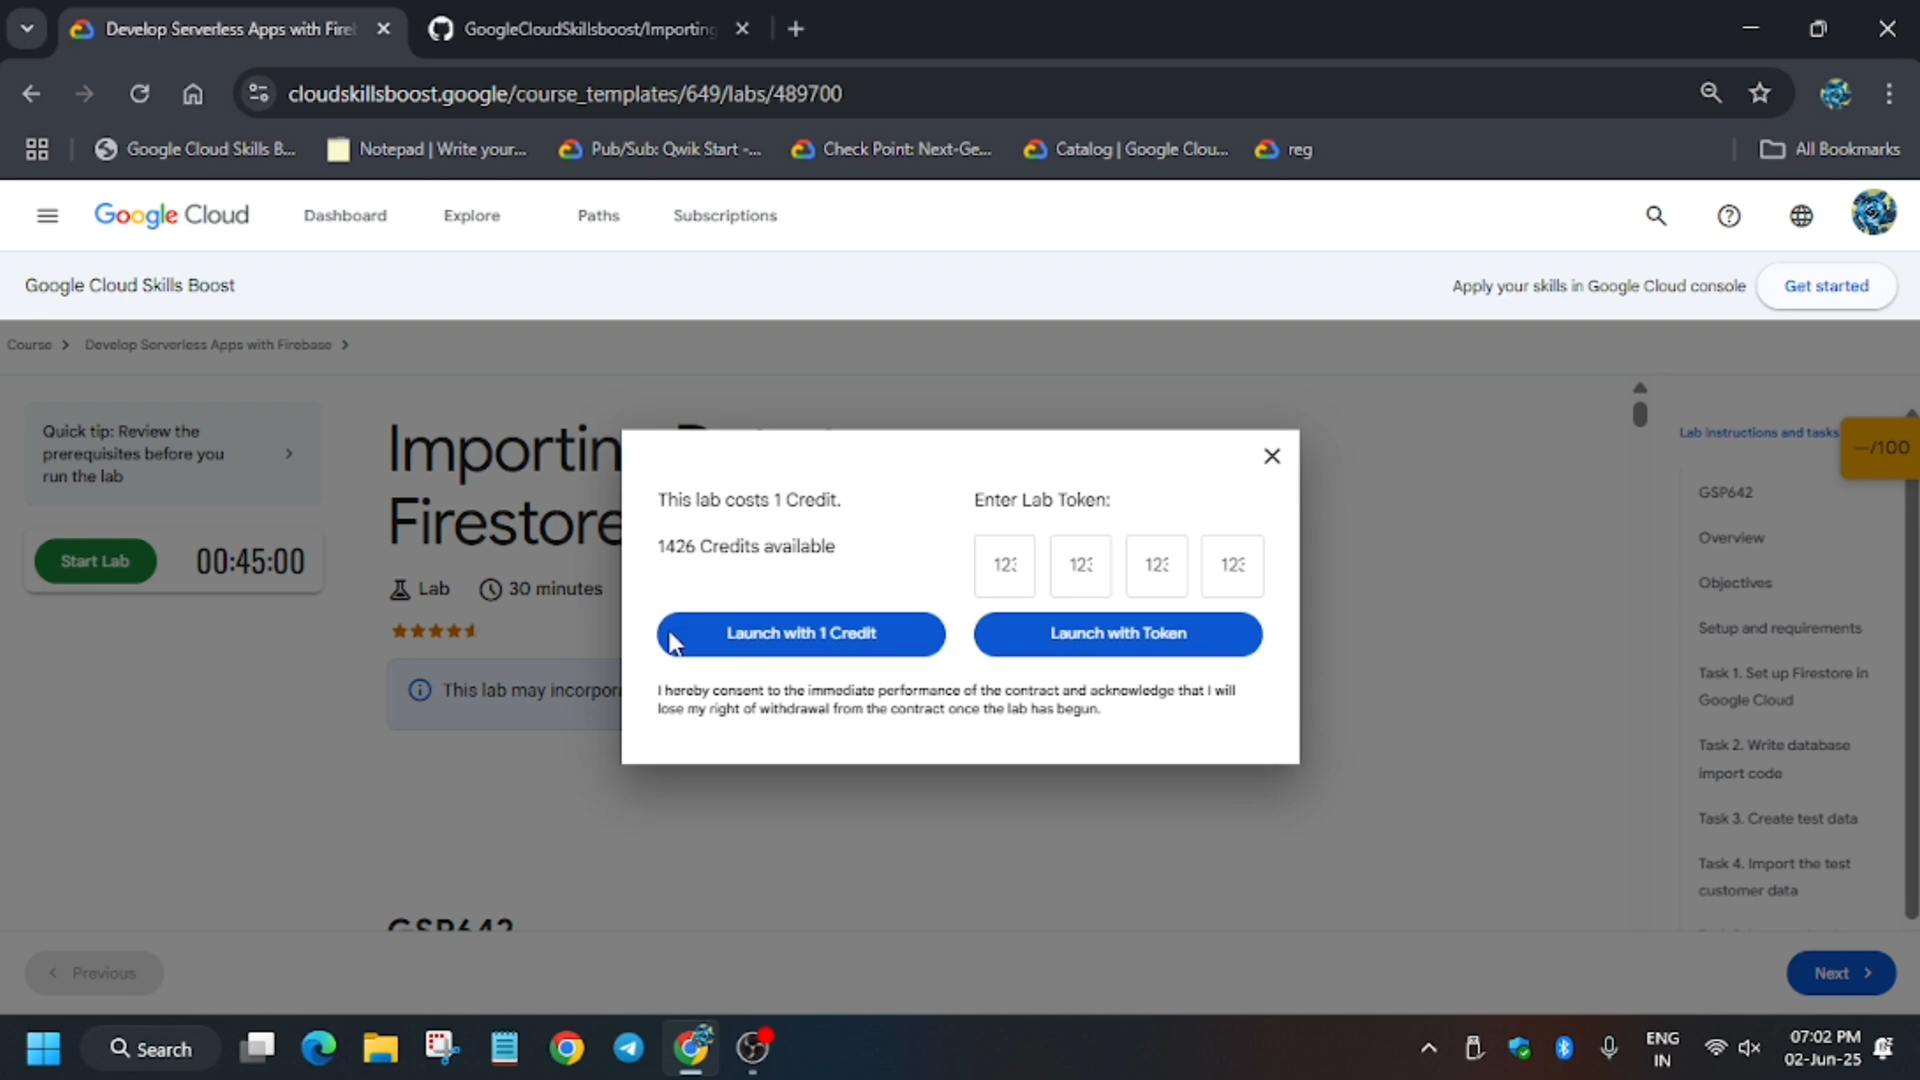 Develop Serverless Apps with Fire
GoogleCloudSkillsboost/Importing
cloudskillsboost.google/course_templates/649/labs/489700
Google Cloud Skills B...
Notepad | Write your...
Pub/Sub: Qwik Start -...
Check Point: Next-Ge...
Catalog | Google Clou...
reg
All Bookmarks
Google Cloud
Dashboard
Explore
Paths
Subscriptions
Google Cloud Skills Boost
Apply your skills in Google Cloud console
Get started
Course
Develop Serverless Apps with Firebase
Quick tip: Review the
prerequisites before you
run the lab
Start Lab
00:45:00
Importin
Firestore
Lab
30 minutes
This lab may incorpor
GSP642
This lab costs 1 Credit.
1426 Credits available
Launch with 1 Credit
Enter Lab Token:
123
123
123
123
Launch with Token
I hereby consent to the immediate performance of the contract and acknowledge that I will
lose my right of withdrawal from the contract once the lab has begun.
Lab instructions and tasks
—/100
GSP642
Overview
Objectives
Setup and requirements
Task 1. Set up Firestore in
Google Cloud
Task 2. Write database
import code
Task 3. Create test data
Task 4. Import the test
customer data
Previous
Next
Search
ENG
IN
07:02 PM
02-Jun-25